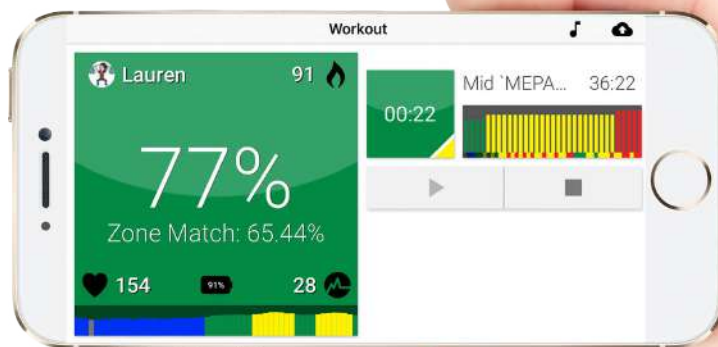 Workout
Lauren 91
77%
Zone Match: 65.44%
154 91% 28
00:22
Mid `MEPA... 36:22